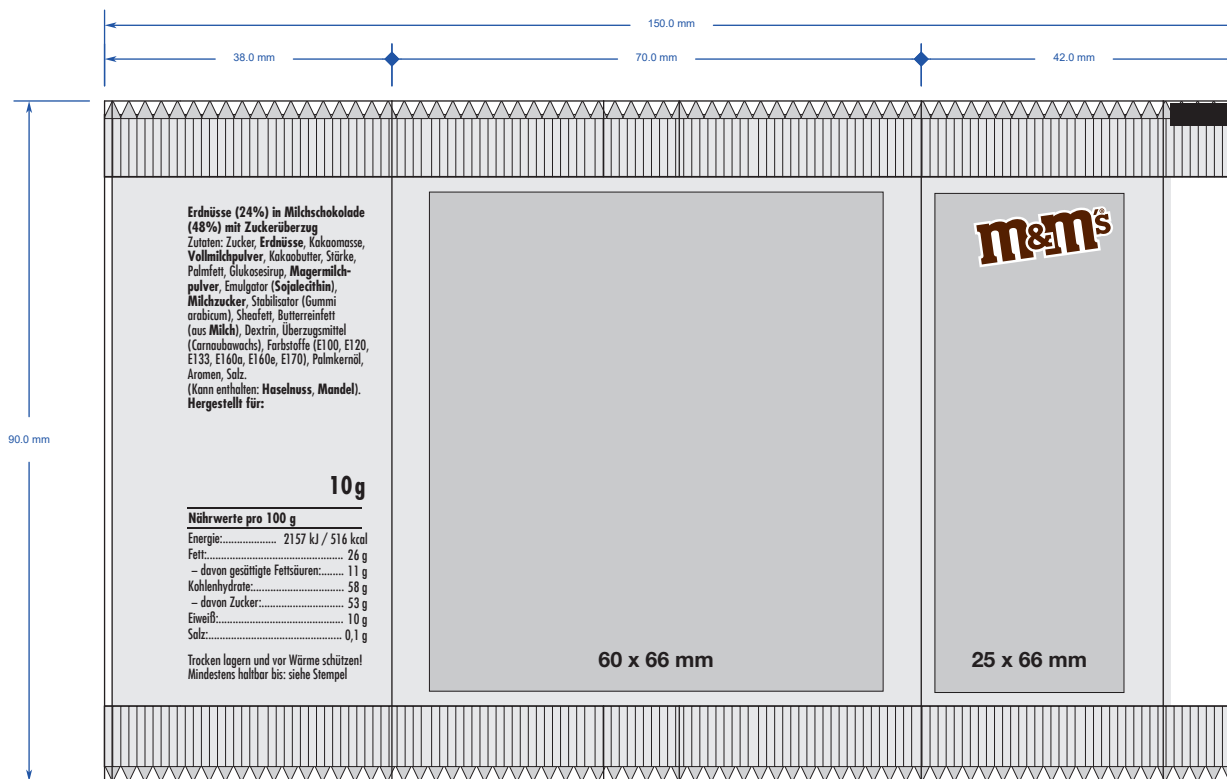 150.0 mm
38.0 mm
70.0 mm
42.0 mm
90.0 mm
Erdnüsse (24%) in Milchschokolade
(48%) mit Zuckerüberzug
Zutaten: Zucker, Erdnüsse, Kakaomasse,
Vollmilchpulver, Kakaobutter, Stärke,
Palmfett, Glukosesirup, Magermilch-
pulver, Emulgator (Sojalecithin),
Milchzucker, Stabilisator (Gummi
arabicum), Sheafett, Butterreinfett
(aus Milch), Dextrin, Überzugsmittel
(Carnaubawachs), Farbstoffe (E100, E120,
E133, E160a, E160e, E170), Palmkernöl,
Aromen, Salz.
(Kann enthalten: Haselnuss, Mandel).
Hergestellt für:
10 g
Nährwerte pro 100 g
Energie:................... 2157 kJ / 516 kcal
Fett:.............................................. 26 g
– davon gesättigte Fettsäuren:........ 11 g
Kohlenhydrate:............................... 58 g
– davon Zucker:............................ 53 g
Eiweiß:.......................................... 10 g
Salz:............................................. 0,1 g
Trocken lagern und vor Wärme schützen!
Mindestens haltbar bis: siehe Stempel
60 x 66 mm
m&m's®
25 x 66 mm